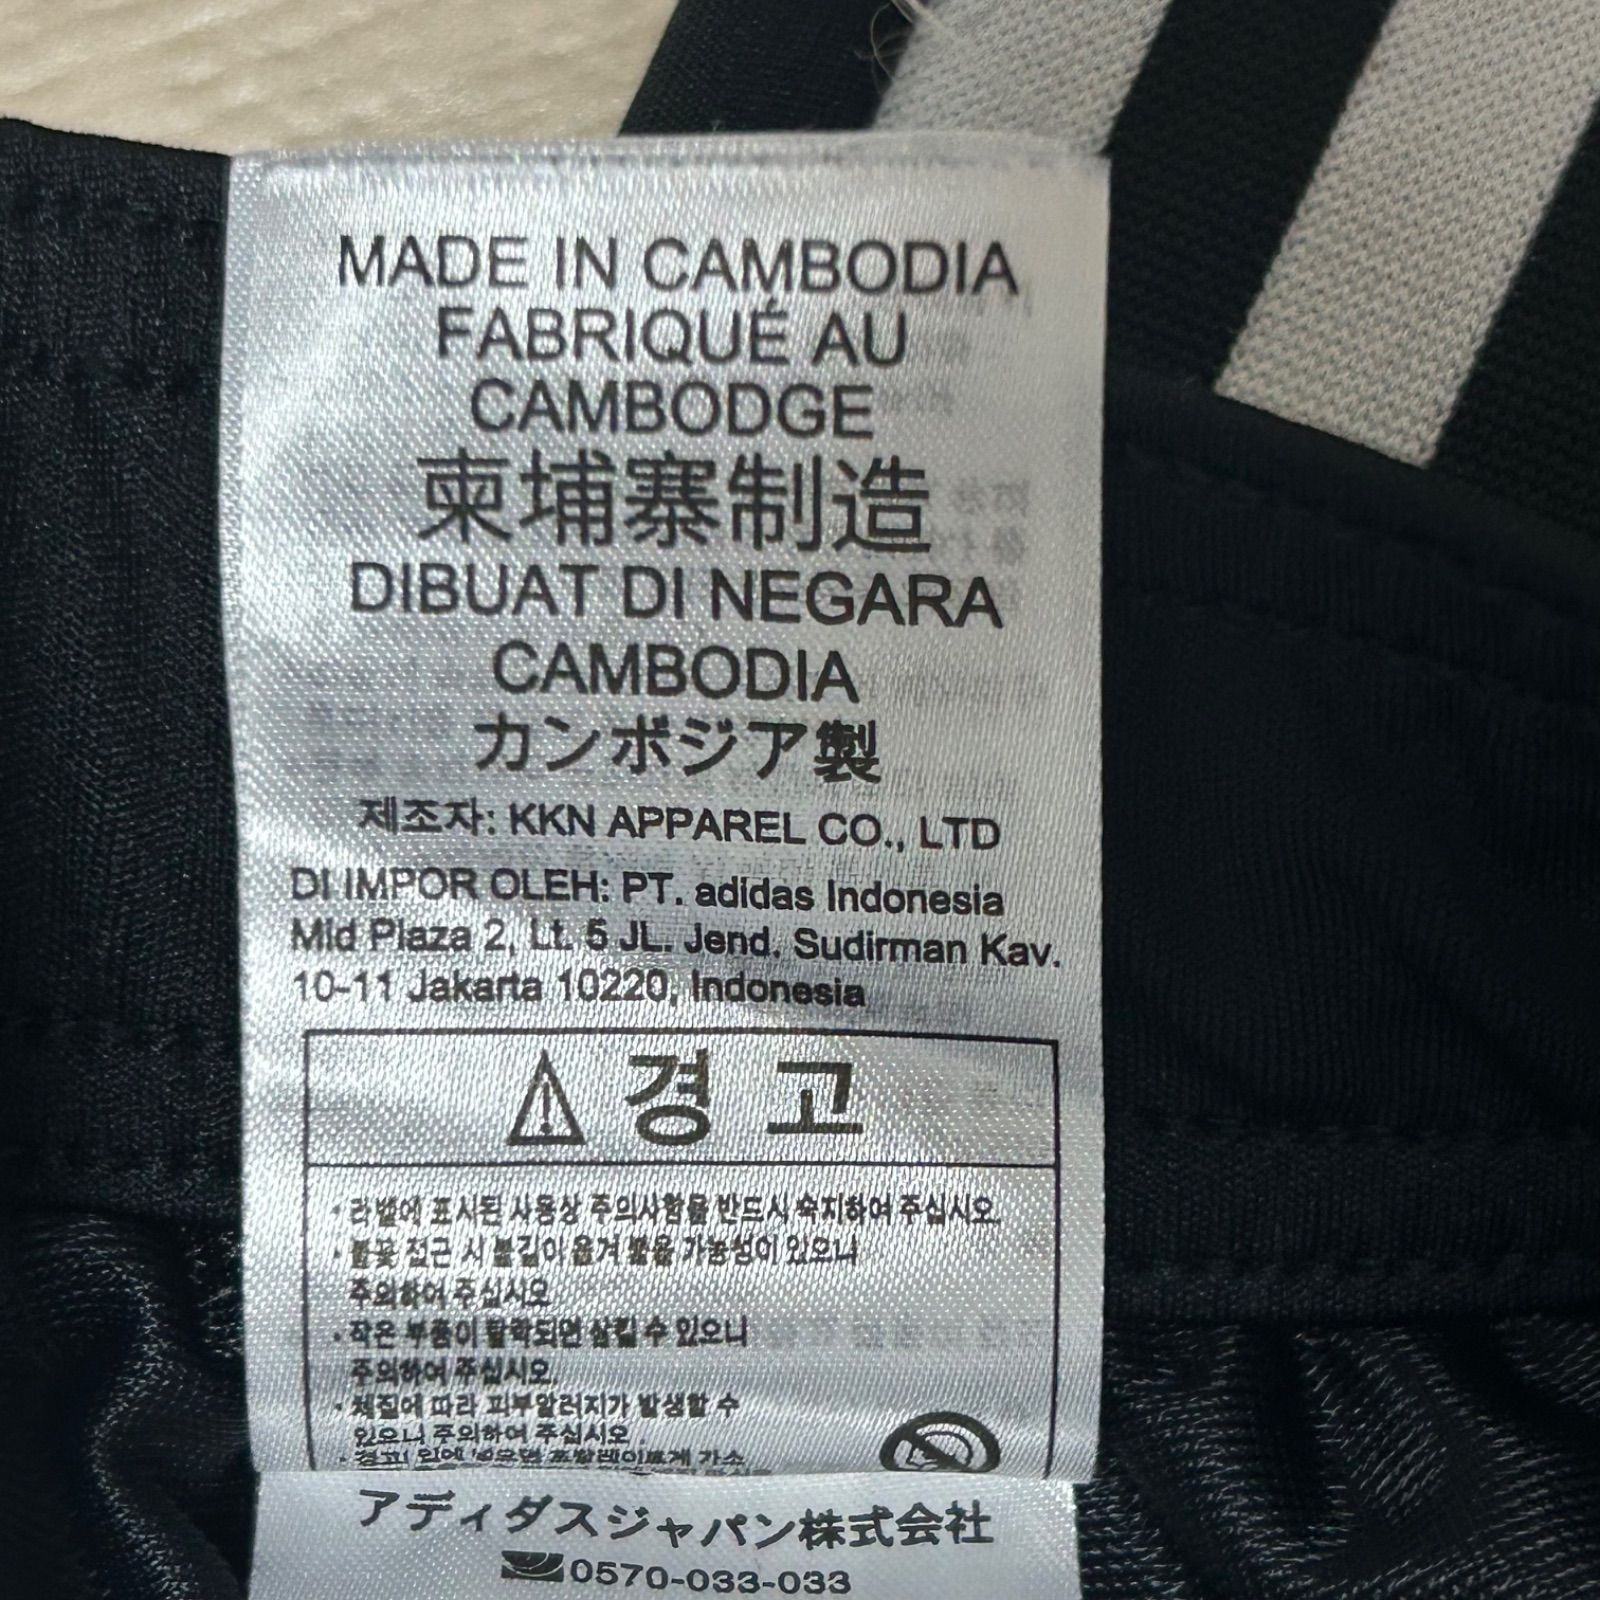 MADE IN CAMBODIA
FABRIQUÉ AU
CAMBODGE
柬埔寨制造
DIBUAT DI NEGARA
CAMBODIA
カンボジア製
제조자: KKN APPAREL CO., LTD
DI IMPOR OLEH: PT. adidas Indonesia
Mid Plaza 2, Lt. 5 JL. Jend. Sudirman Kav.
10-11 Jakarta 10220, Indonesia
경 고
· 라벨에 표시된 사용상 주의사항을 반드시 숙지하여 주십시오.
· 불꽃 접근 시 불길이 옮겨 붙을 가능성이 있으니
주의하여 주십시오
· 작은 부품이 탈락되면 삼킬 수 있으니
주의하여 주십시오.
· 체질에 따라 피부알러지가 발생할 수
있으니 주의하여 주십시오.
アディダスジャパン株式会社
0570-033-033